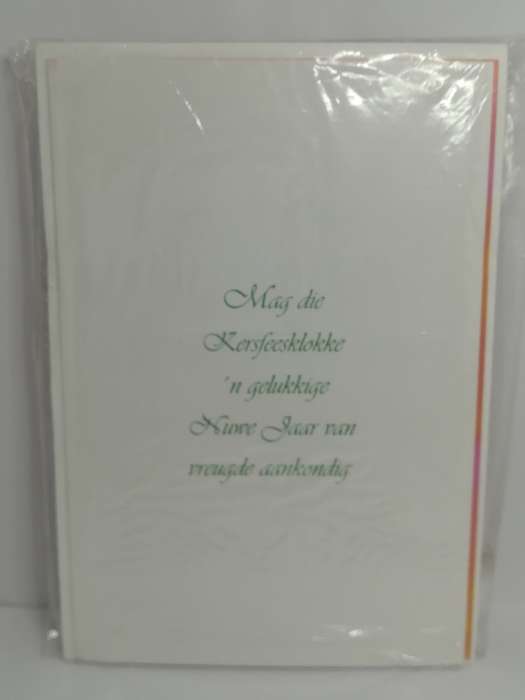 Mag die
Kersfeesklokke
'n gelukkige
Nuwe Jaar van
vreugde aankondig